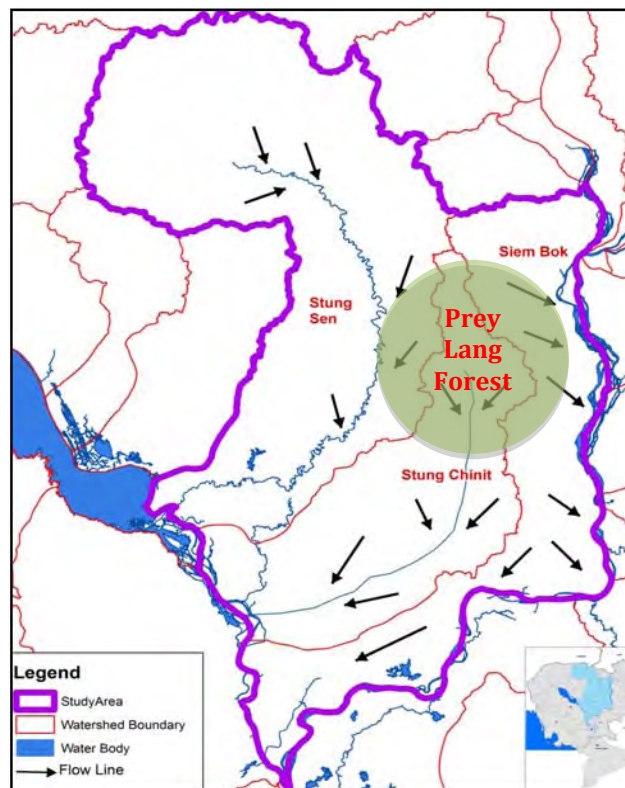 Siem Bok
Stung
Sen
Prey
Lang
Forest
Stung Chinit
Legend
StudyArea
Watershed Boundary
Water Body
Flow Line